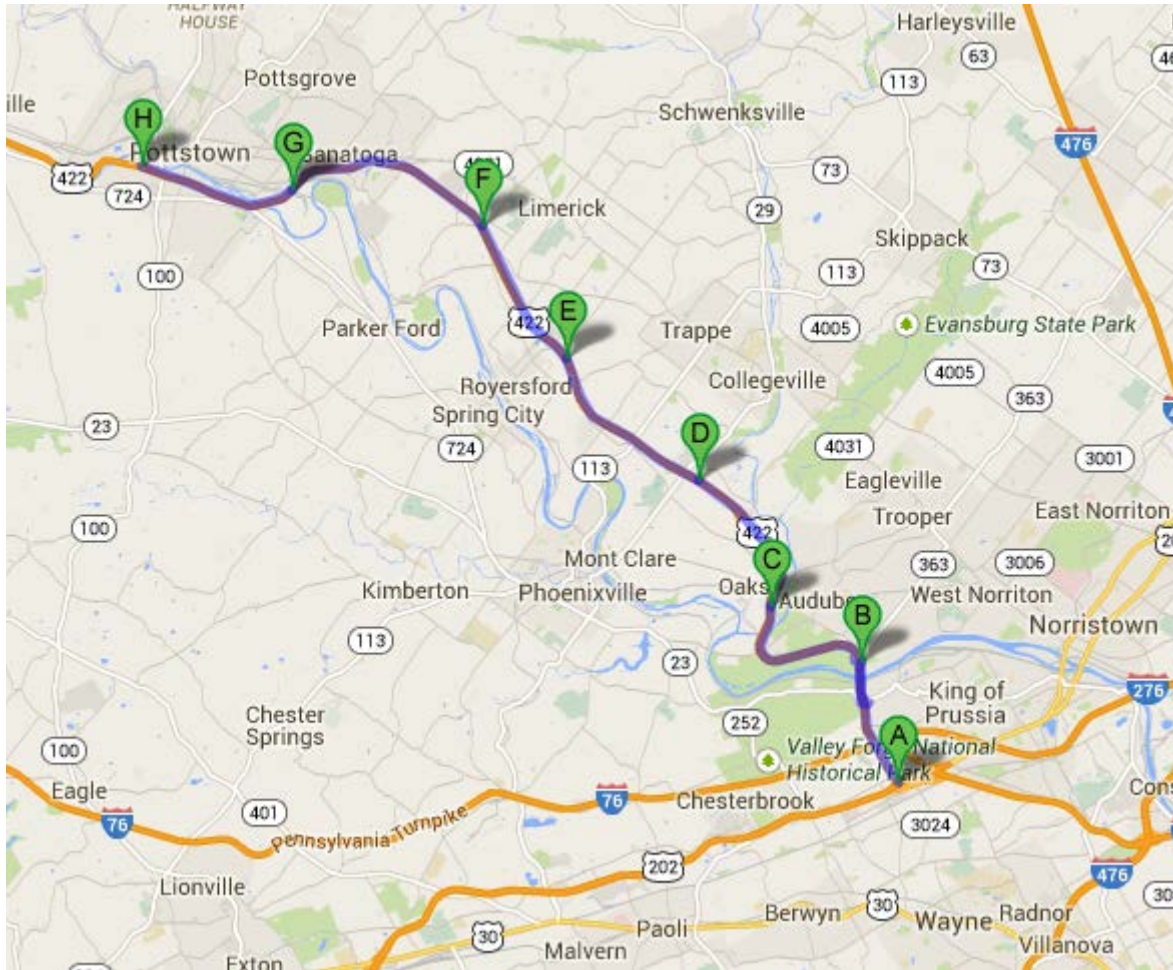 HALFWAY
HOUSE
Harleysville
63
Pottsgrove
113
ille
Schwenksville
476
H
G
Pottstown
Sanatoga
422
724
F
73
Limerick
29
Skippack
113
73
100
E
422
Parker Ford
Trappe
4005
Evansburg State Park
Royersford
Collegeville
4005
Spring City
363
23
D
724
113
4031
3001
Eagleville
100
Trooper
East Norriton
422
C
Mont Clare
363
3006
Kimberton
Phoenixville
Oaks
Audub
B
West Norriton
Norristown
113
23
King of
Prussia
276
Chester
Springs
252
A
Valley Forge National
Historical Park
100
Eagle
76
401
76
Chesterbrook
Cons
Pennsylvania Turnpike
3024
202
476
Lionville
30
Berwyn
30
Wayne
Radnor
Paoli
30
Malvern
Villanova
Exton